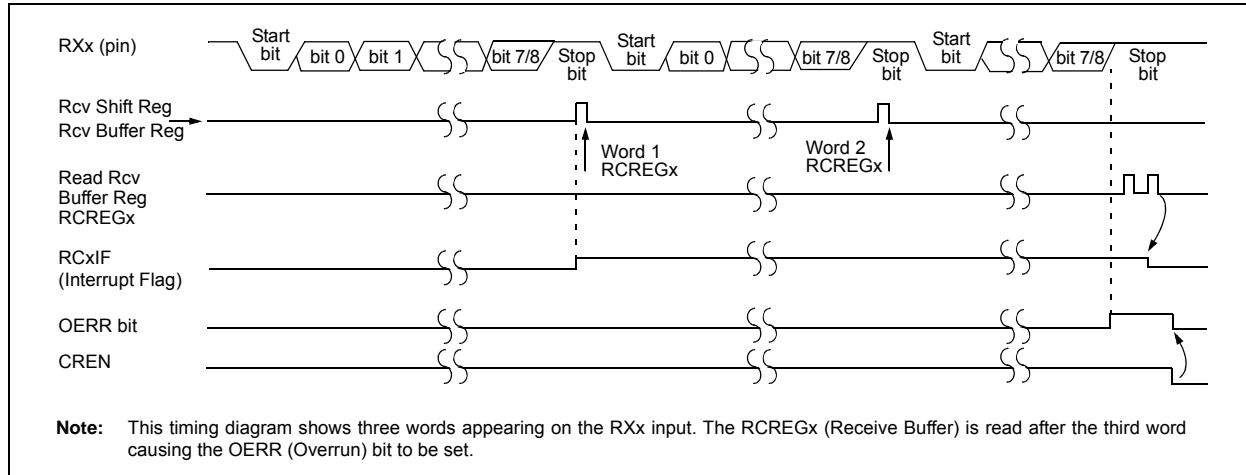 RXx (pin)
Start bit
bit 0
bit 1
bit 7/8
Stop bit
Start bit
bit 0
bit 7/8
Stop bit
Start bit
bit 7/8
Stop bit
Rcv Shift Reg
Rcv Buffer Reg
Word 1
RCREGx
Word 2
RCREGx
Read Rcv
Buffer Reg
RCREGx
RCxIF
(Interrupt Flag)
OERR bit
CREN
Note: This timing diagram shows three words appearing on the RXx input. The RCREGx (Receive Buffer) is read after the third word
causing the OERR (Overrun) bit to be set.